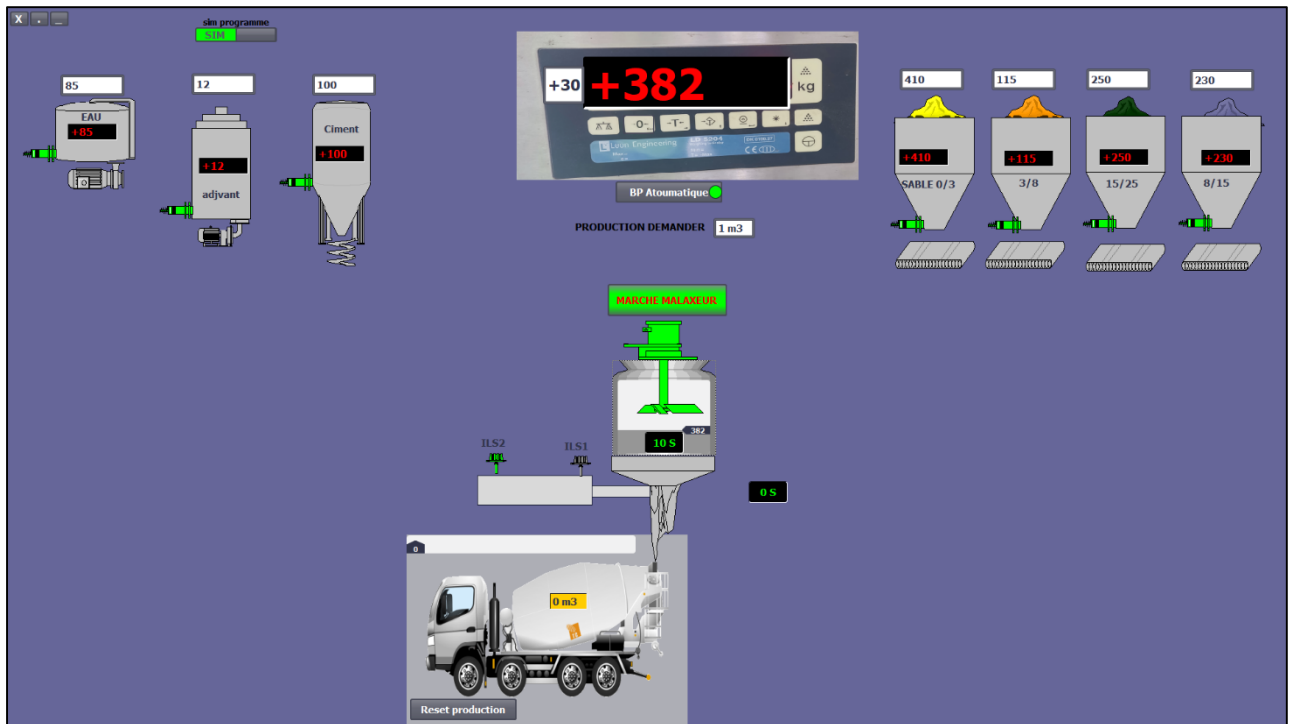 X . _
sim programme
SIM
85
12
100
EAU
+85
+12
adjvant
Ciment
+100
+30
+382
kg
-0-
-T-
Engineering
BP Atoumatique
PRODUCTION DEMANDER 1 m3
410
115
250
230
+410
+115
+250
+230
SABLE 0/3
3/8
15/25
8/15
MARCHE MALAXEUR
382
10 S
ILS2
ILS1
0 S
0
0 m3
Reset production